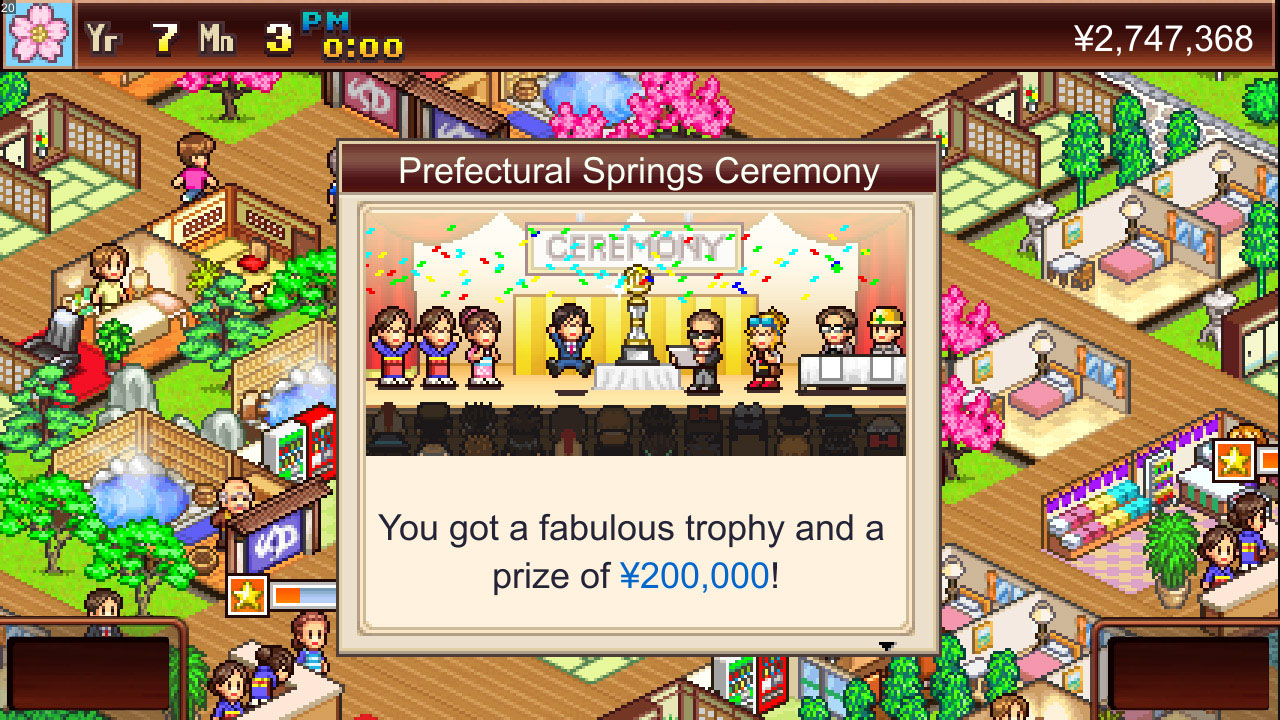 20
Yr 7 Mn 3 PM 0:00
¥2,747,368
Prefectural Springs Ceremony
CEREMONY
You got a fabulous trophy and a
prize of ¥200,000!